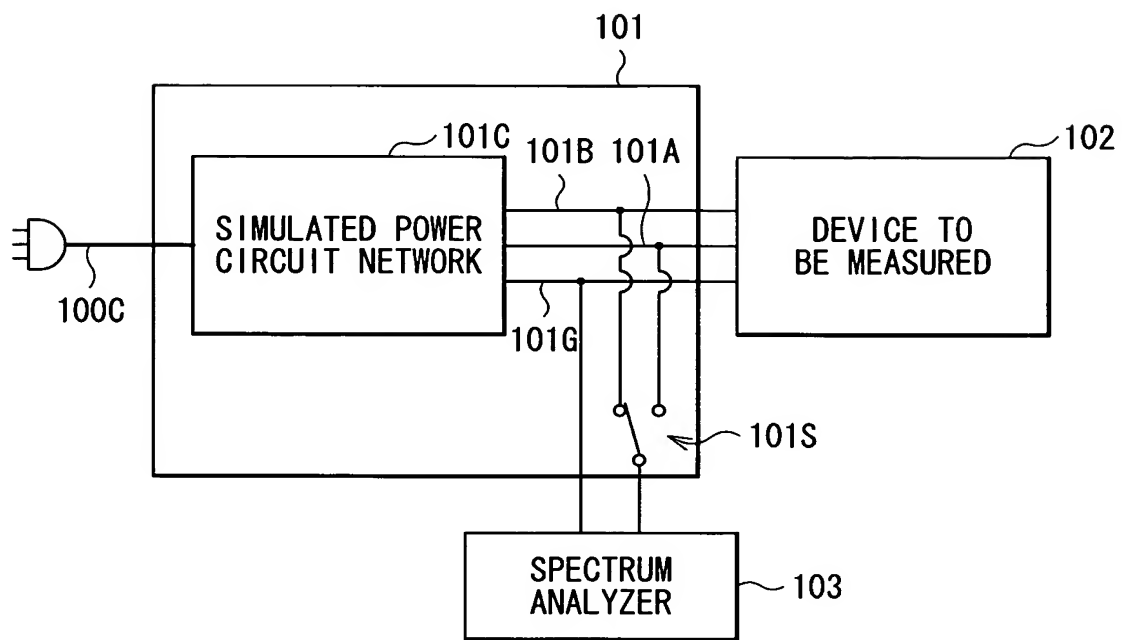 101
101C
101B
101A
102
SIMULATED POWER
CIRCUIT NETWORK
DEVICE TO
BE MEASURED
100C
101G
101S
SPECTRUM
ANALYZER
103